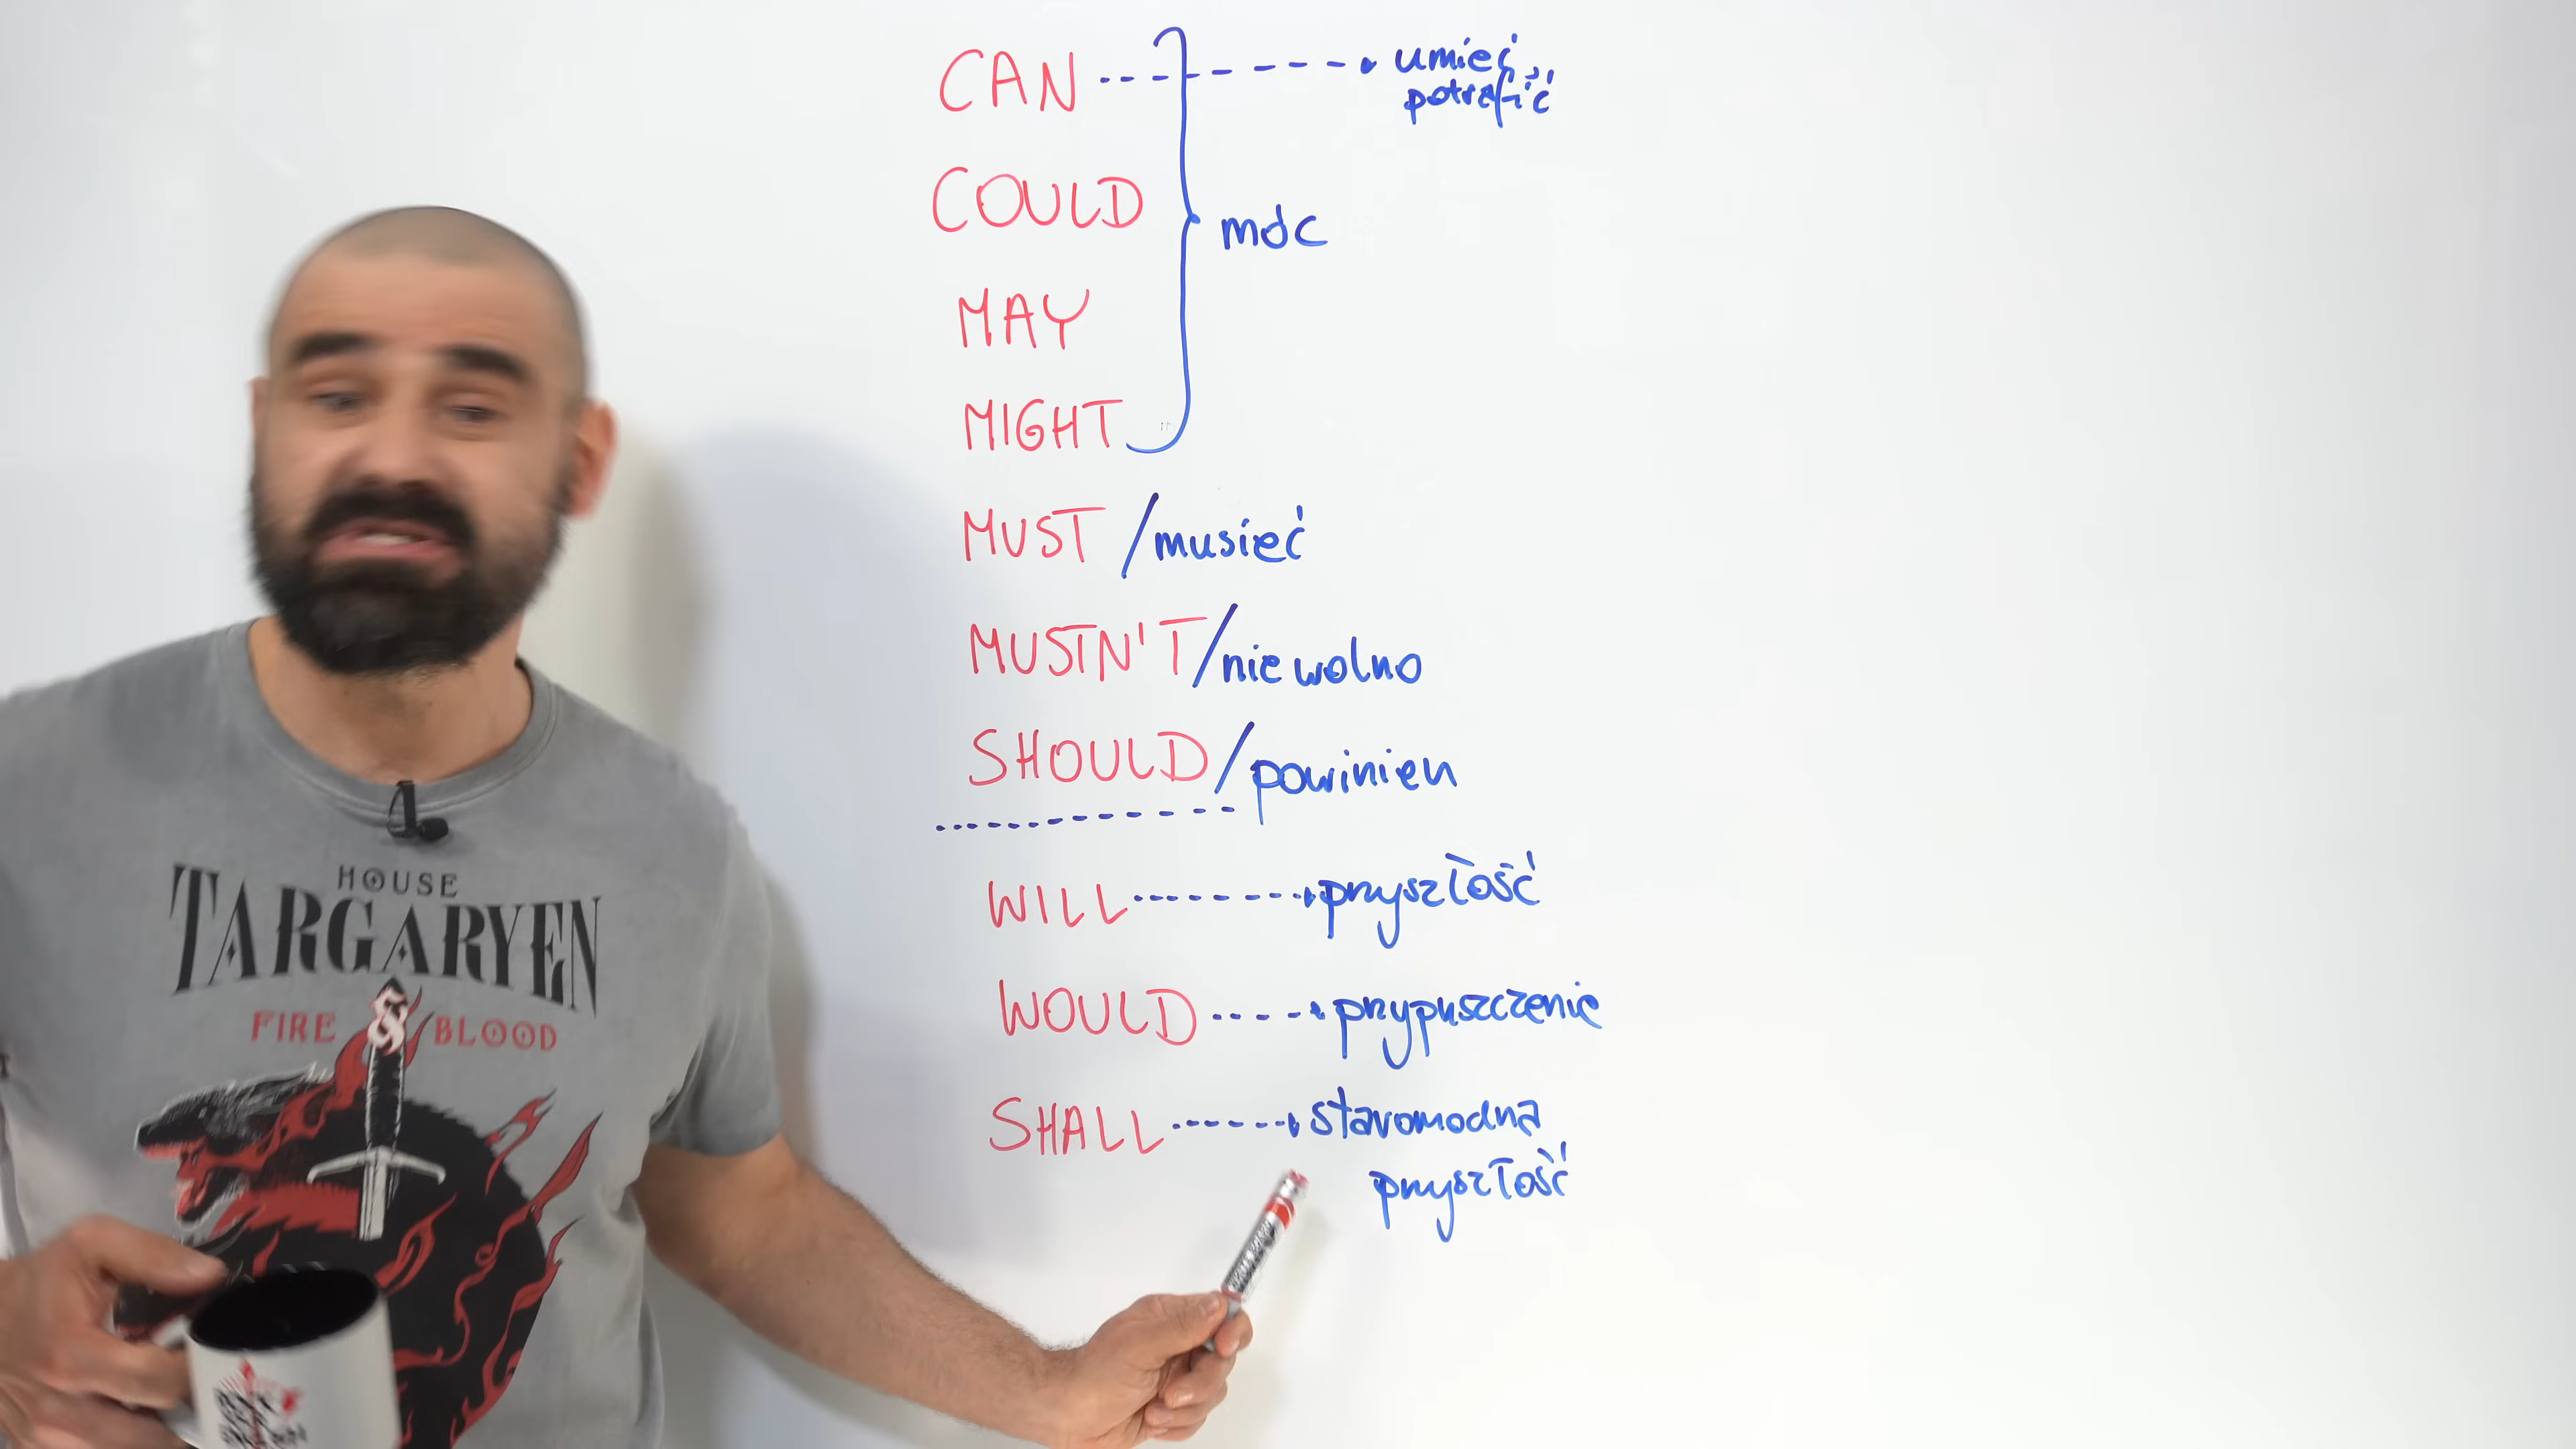 CAN umieć,
potrafić
COULD
móc
MAY
MIGHT
MUST / musieć
MUSTN'T / nie wolno
SHOULD / powinien
WILL przyszłość
WOULD przypuszczenie
SHALL staromodna
przyszłość
HOUSE
TARGARYEN
FIRE & BLOOD